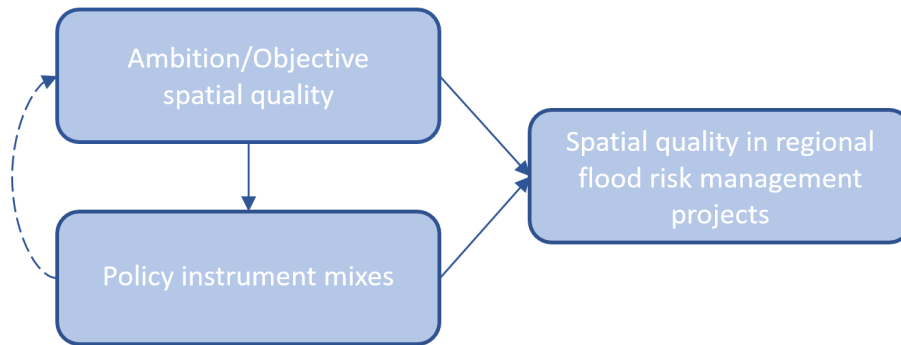 Ambition/Objective
spatial quality
Spatial quality in regional
flood risk management
projects
Policy instrument mixes